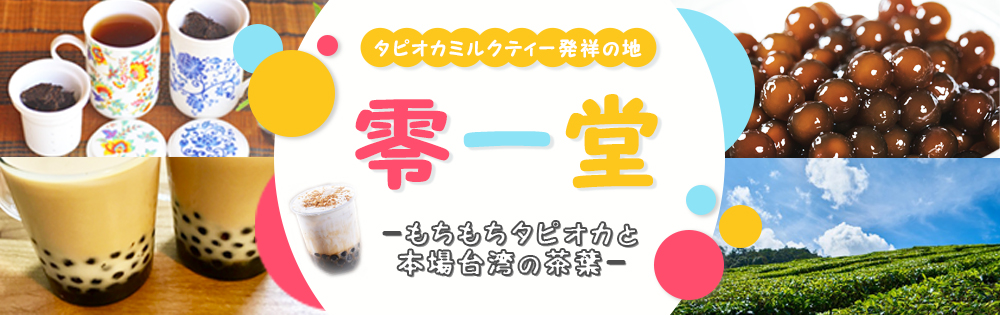 タピオカミルクティー発祥の地
零一堂
ーもちもちタピオカと
本場台湾の茶葉ー